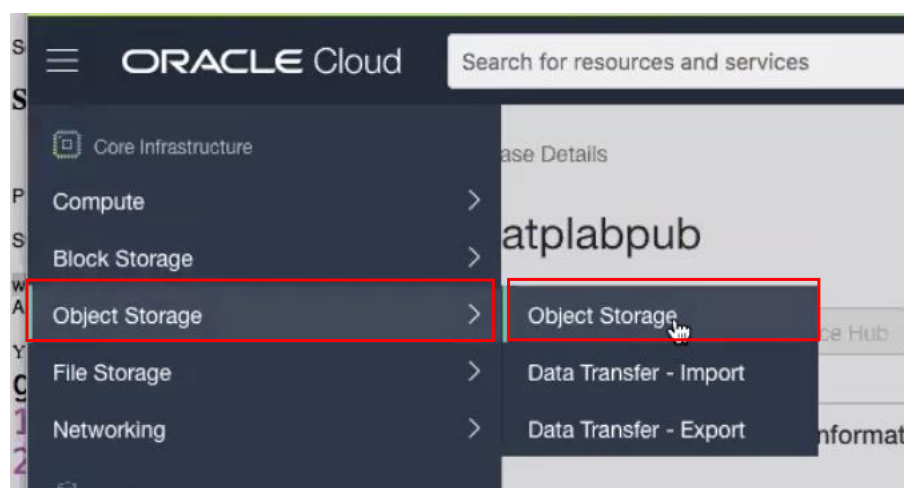 ORACLE Cloud
Search for resources and services
Core Infrastructure
Compute
Block Storage
Object Storage
File Storage
Networking
Object Storage
Data Transfer - Import
Data Transfer - Export
ase Details
atplabpub
ce Hub
nformat